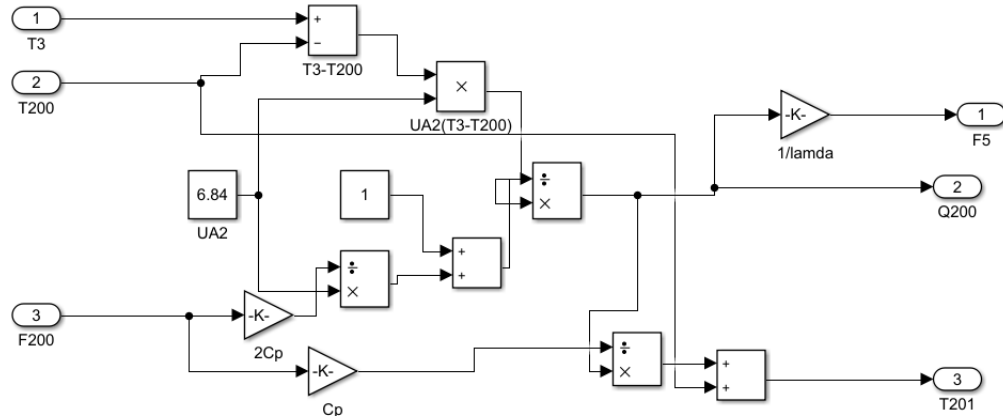 1
T3
+
−
T3-T200
2
T200
×
UA2(T3-T200)
-K-
1/lamda
1
F5
6.84
UA2
1
÷
×
2
Q200
+
+
÷
×
3
F200
-K-
2Cp
-K-
Cp
÷
×
+
+
3
T201